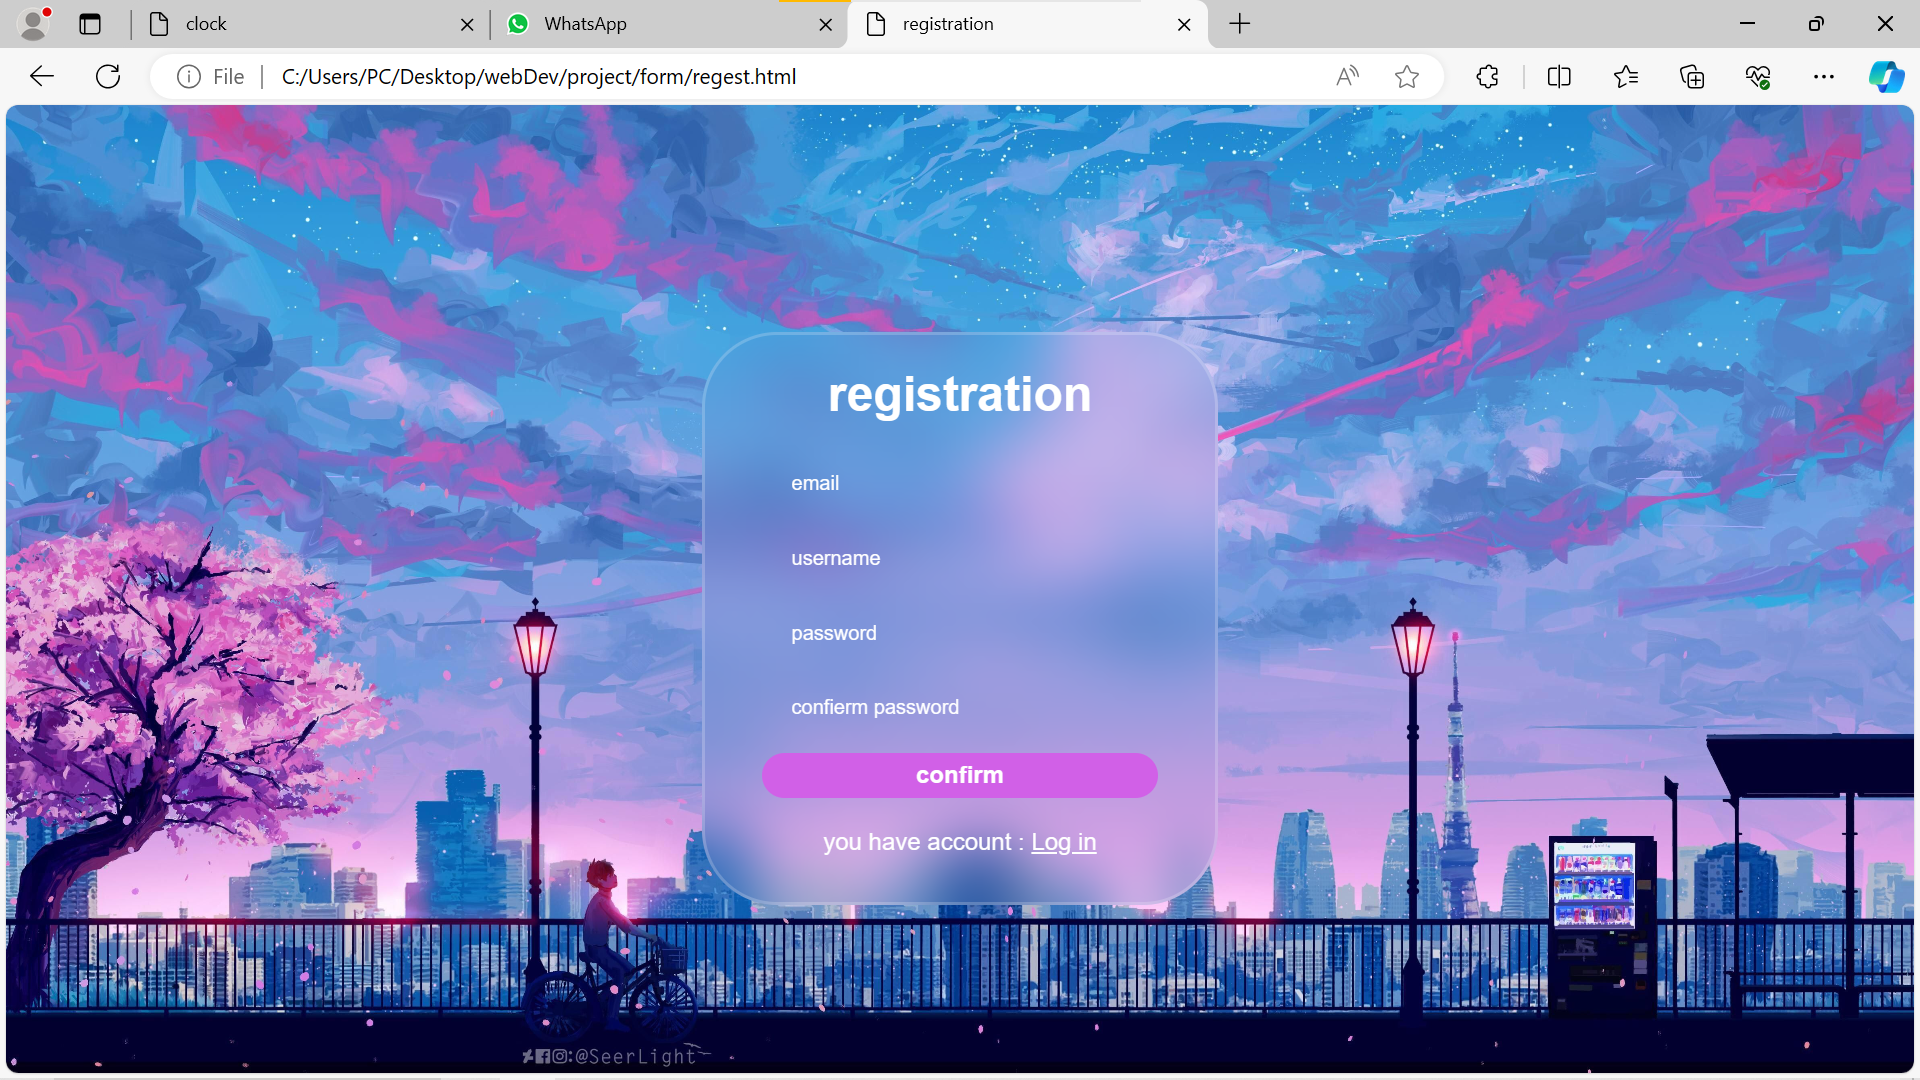 clock
WhatsApp
registration
File
C:/Users/PC/Desktop/webDev/project/form/regest.html
registration
email
username
password
confierm password
confirm
you have account : Log in
:@SeerLight